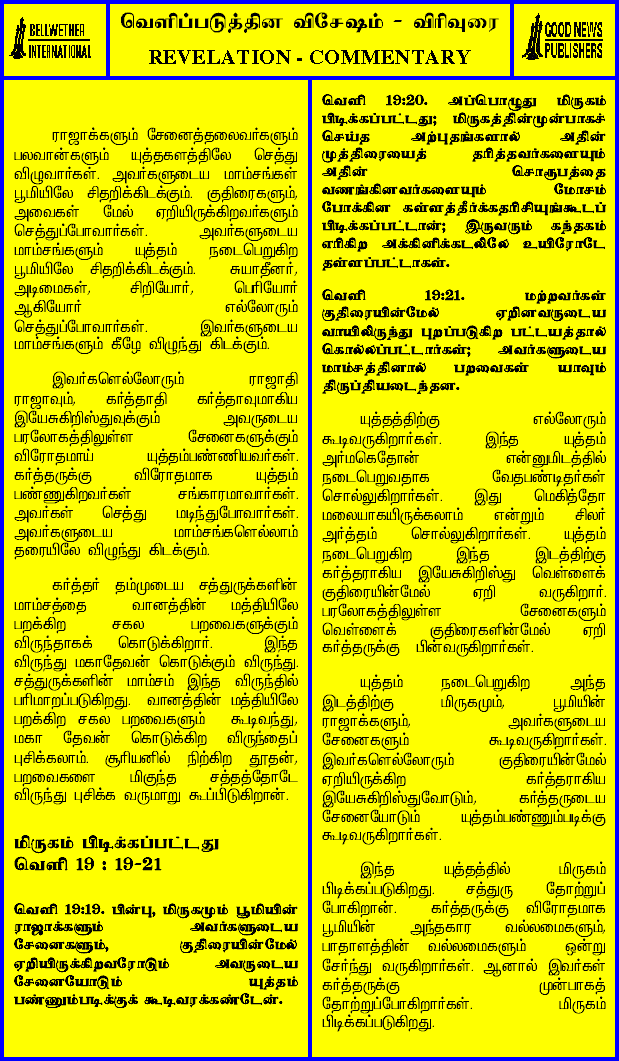 BELLWETHER
INTERNATIONAL
வெளிப்படுத்தின விசேஷம் - விரிவுரை
REVELATION - COMMENTARY
GOOD NEWS
PUBLISHERS
ராஜாக்களும் சேனைத்தலைவர்களும்
பலவான்களும் யுத்தகளத்திலே செத்து
விழுவார்கள். அவர்களுடைய மாம்சங்கள்
பூமியிலே சிதறிக்கிடக்கும். குதிரைகளும்,
அவைகள் மேல் ஏறியிருக்கிறவர்களும்
செத்துப்போவார்கள். அவர்களுடைய
மாம்சங்களும் யுத்தம் நடைபெறுகிற
பூமியிலே சிதறிக்கிடக்கும். சுயாதீனர்,
அடிமைகள், சிறியோர், பெரியோர்
ஆகியோர் எல்லோரும்
செத்துப்போவார்கள். இவர்களுடைய
மாம்சங்களும் கீழே விழுந்து கிடக்கும்.
இவர்களெல்லோரும் ராஜாதி
ராஜாவும், கர்த்தாதி கர்த்தாவுமாகிய
இயேசுகிறிஸ்துவுக்கும் அவருடைய
பரலோகத்திலுள்ள சேனைகளுக்கும்
விரோதமாய் யுத்தம்பண்ணியவர்கள்.
கர்த்தருக்கு விரோதமாக யுத்தம்
பண்ணுகிறவர்கள் சங்காரமாவார்கள்.
அவர்கள் செத்து மடிந்துபோவார்கள்.
அவர்களுடைய மாம்சங்களெல்லாம்
தரையிலே விழுந்து கிடக்கும்.
கர்த்தர் தம்முடைய சத்துருக்களின்
மாம்சத்தை வானத்தின் மத்தியிலே
பறக்கிற சகல பறவைகளுக்கும்
விருந்தாகக் கொடுக்கிறார். இந்த
விருந்து மகாதேவன் கொடுக்கும் விருந்து.
சத்துருக்களின் மாம்சம் இந்த விருந்தில்
பரிமாறப்படுகிறது. வானத்தின் மத்தியிலே
பறக்கிற சகல பறவைகளும் கூடிவந்து,
மகா தேவன் கொடுக்கிற விருந்தைப்
புசிக்கலாம். சூரியனில் நிற்கிற தூதன்,
பறவைகளை மிகுந்த சத்தத்தோடே
விருந்து புசிக்க வருமாறு கூப்பிடுகிறான்.
மிருகம் பிடிக்கப்பட்டது
வெளி 19 : 19-21
வெளி 19:19. பின்பு, மிருகமும் பூமியின்
ராஜாக்களும் அவர்களுடைய
சேனைகளும், குதிரையின்மேல்
ஏறியிருக்கிறவரோடும் அவருடைய
சேனையோடும் யுத்தம்
பண்ணும்படிக்குக் கூடிவரக்கண்டேன்.
வெளி 19:20. அப்பொழுது மிருகம்
பிடிக்கப்பட்டது; மிருகத்தின்முன்பாகச்
செய்த அற்புதங்களால் அதின்
முத்திரையைத் தரித்தவர்களையும்
அதின் சொரூபத்தை
வணங்கினவர்களையும் மோசம்
போக்கின கள்ளத்தீர்க்கதரிசியுங்கூடப்
பிடிக்கப்பட்டான்; இருவரும் கந்தகம்
எரிகிற அக்கினிக்கடலிலே உயிரோடே
தள்ளப்பட்டார்கள்.
வெளி 19:21. மற்றவர்கள்
குதிரையின்மேல் ஏறினவருடைய
வாயிலிருந்து புறப்படுகிற பட்டயத்தால்
கொல்லப்பட்டார்கள்; அவர்களுடைய
மாம்சத்தினால் பறவைகள் யாவும்
திருப்தியடைந்தன.
யுத்தத்திற்கு எல்லோரும்
கூடிவருகிறார்கள். இந்த யுத்தம்
அர்மகெதோன் என்னுமிடத்தில்
நடைபெறுவதாக வேதபண்டிதர்கள்
சொல்லுகிறார்கள். இது மெகித்தோ
மலையாகயிருக்கலாம் என்றும் சிலர்
அர்த்தம் சொல்லுகிறார்கள். யுத்தம்
நடைபெறுகிற இந்த இடத்திற்கு
கர்த்தராகிய இயேசுகிறிஸ்து வெள்ளைக்
குதிரையின்மேல் ஏறி வருகிறார்.
பரலோகத்திலுள்ள சேனைகளும்
வெள்ளைக் குதிரைகளின்மேல் ஏறி
கர்த்தருக்கு பின்வருகிறார்கள்.
யுத்தம் நடைபெறுகிற அந்த
இடத்திற்கு மிருகமும், பூமியின்
ராஜாக்களும், அவர்களுடைய
சேனைகளும் கூடிவருகிறார்கள்.
இவர்களெல்லோரும் குதிரையின்மேல்
ஏறியிருக்கிற கர்த்தராகிய
இயேசுகிறிஸ்துவோடும், கர்த்தருடைய
சேனையோடும் யுத்தம்பண்ணும்படிக்கு
கூடிவருகிறார்கள்.
இந்த யுத்தத்தில் மிருகம்
பிடிக்கப்படுகிறது. சத்துரு தோற்றுப்
போகிறான். கர்த்தருக்கு விரோதமாக
பூமியின் அந்தகார வல்லமைகளும்,
பாதாளத்தின் வல்லமைகளும் ஒன்று
சேர்ந்து வருகிறார்கள். ஆனால் இவர்கள்
கர்த்தருக்கு முன்பாகத்
தோற்றுப்போகிறார்கள். மிருகம்
பிடிக்கப்படுகிறது.